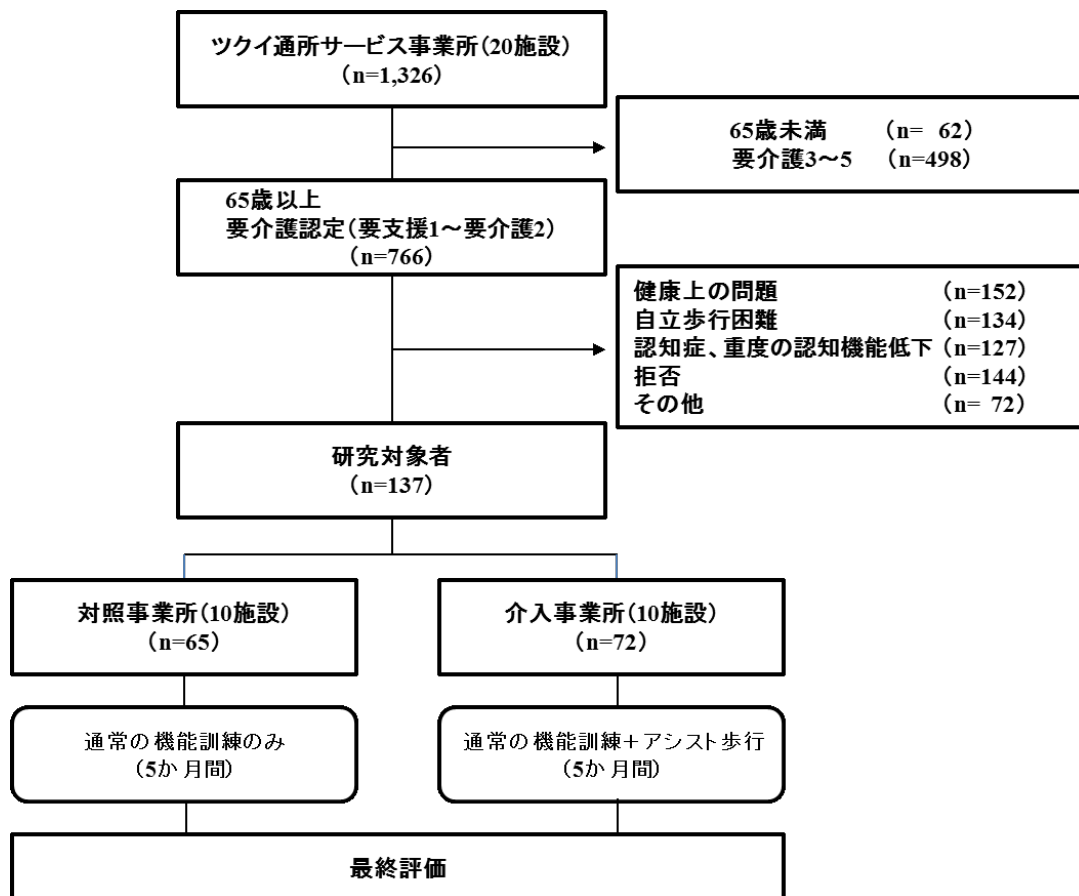 ツクイ通所サービス事業所(20施設)
(n=1,326)
65歳未満 (n= 62)
要介護3～5 (n=498)
65歳以上
要介護認定(要支援1～要介護2)
(n=766)
健康上の問題 (n=152)
自立歩行困難 (n=134)
認知症、重度の認知機能低下 (n=127)
拒否 (n=144)
その他 (n= 72)
研究対象者
(n=137)
対照事業所(10施設)
(n=65)
介入事業所(10施設)
(n=72)
通常の機能訓練のみ
(5か月間)
通常の機能訓練+アシスト歩行
(5か月間)
最終評価